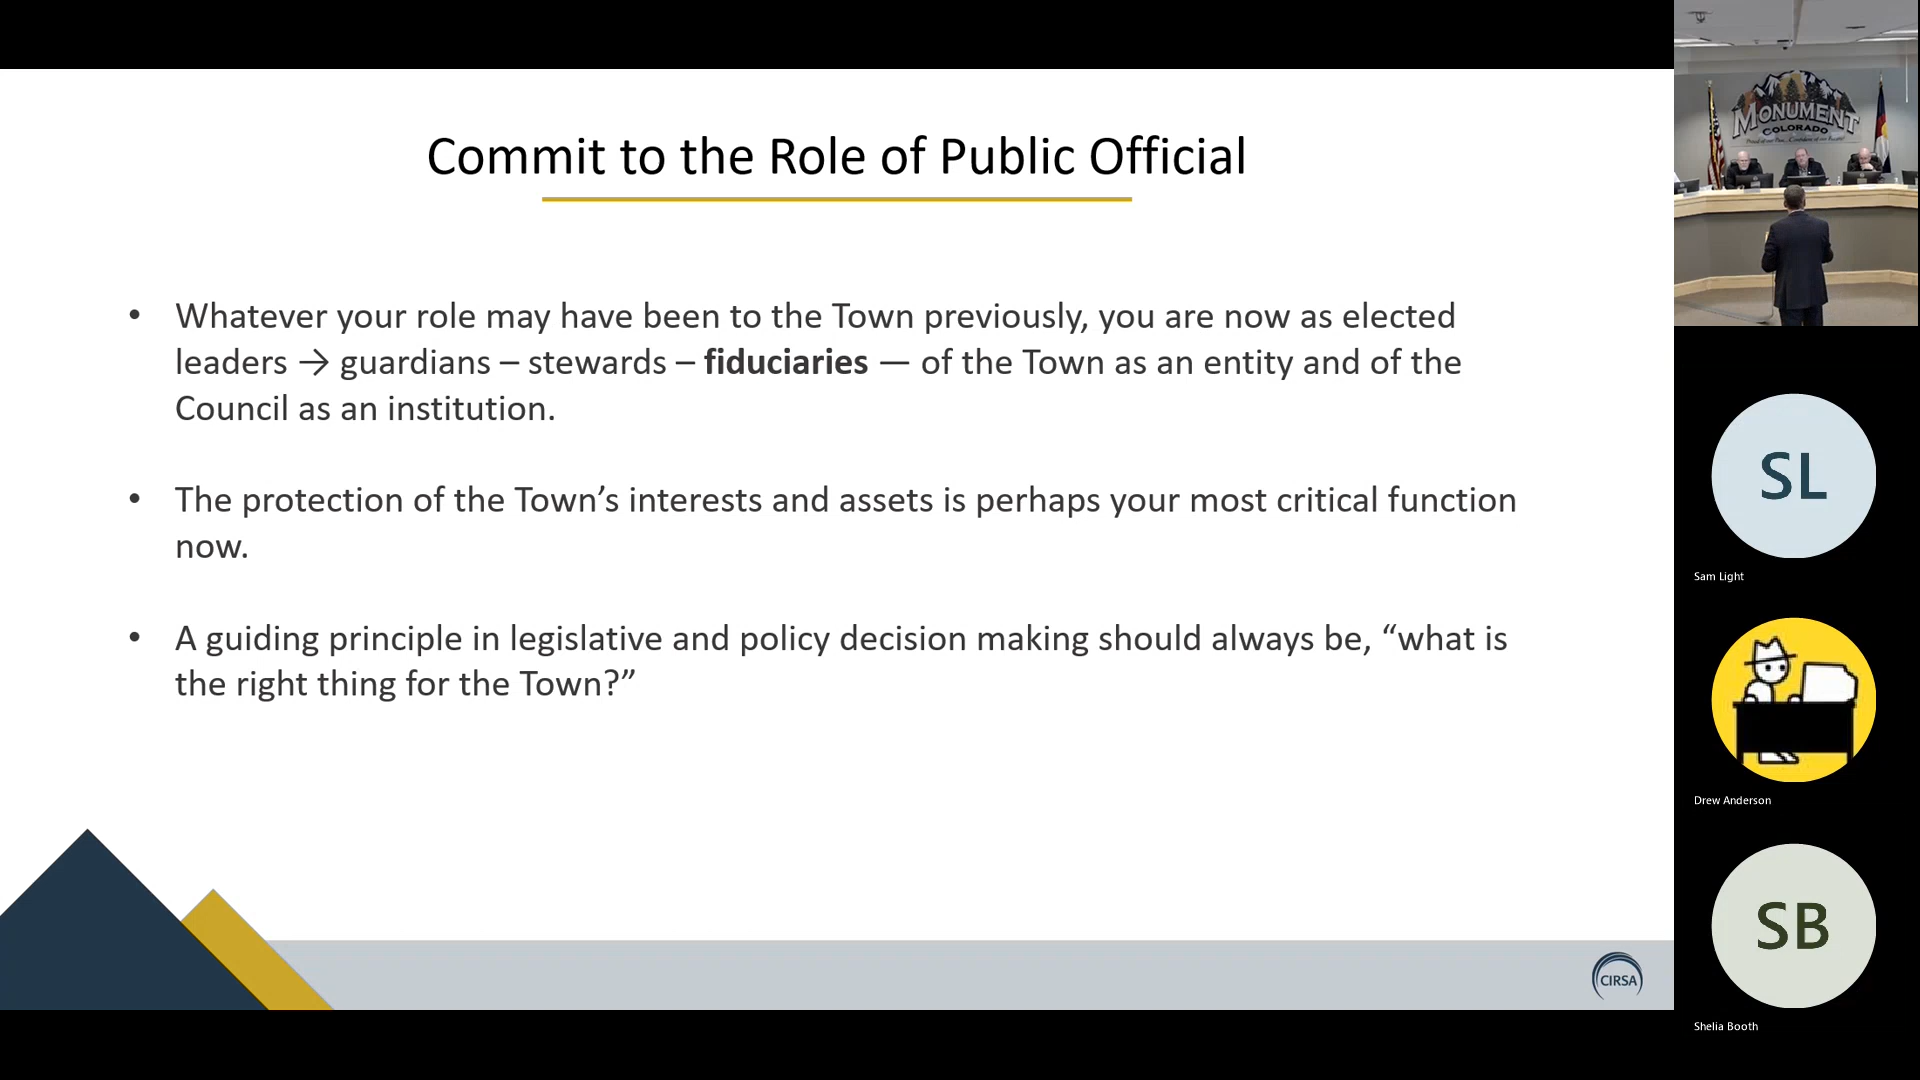 Commit to the Role of Public Official
• Whatever your role may have been to the Town previously, you are now as elected
leaders → guardians – stewards – fiduciaries — of the Town as an entity and of the
Council as an institution.
• The protection of the Town’s interests and assets is perhaps your most critical function
now.
• A guiding principle in legislative and policy decision making should always be, “what is
the right thing for the Town?”
CIRSA
MONUMENT
COLORADO
SL
Sam Light
Drew Anderson
SB
Shelia Booth